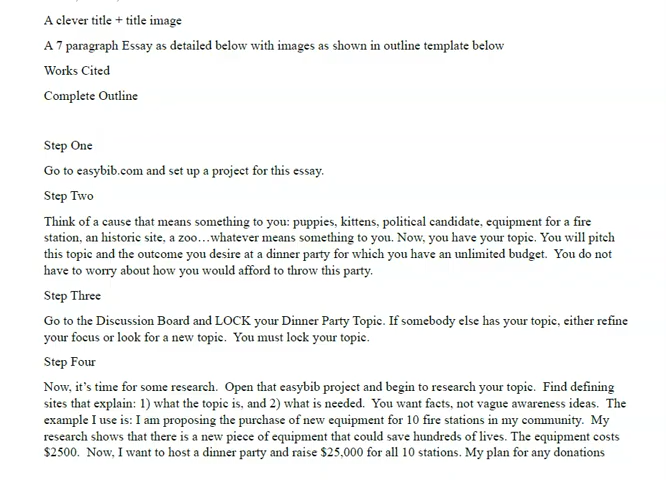 A clever title + title image
A 7 paragraph Essay as detailed below with images as shown in outline template below
Works Cited
Complete Outline
Step One
Go to easybib.com and set up a project for this essay.
Step Two
Think of a cause that means something to you: puppies, kittens, political candidate, equipment for a fire
station, an historic site, a zoo…whatever means something to you. Now, you have your topic. You will pitch
this topic and the outcome you desire at a dinner party for which you have an unlimited budget.  You do not
have to worry about how you would afford to throw this party.
Step Three
Go to the Discussion Board and LOCK your Dinner Party Topic. If somebody else has your topic, either refine
your focus or look for a new topic.  You must lock your topic.
Step Four
Now, it’s time for some research.  Open that easybib project and begin to research your topic.  Find defining
sites that explain: 1) what the topic is, and 2) what is needed.  You want facts, not vague awareness ideas.  The
example I use is: I am proposing the purchase of new equipment for 10 fire stations in my community.  My
research shows that there is a new piece of equipment that could save hundreds of lives. The equipment costs
$2500.  Now, I want to host a dinner party and raise $25,000 for all 10 stations. My plan for any donations